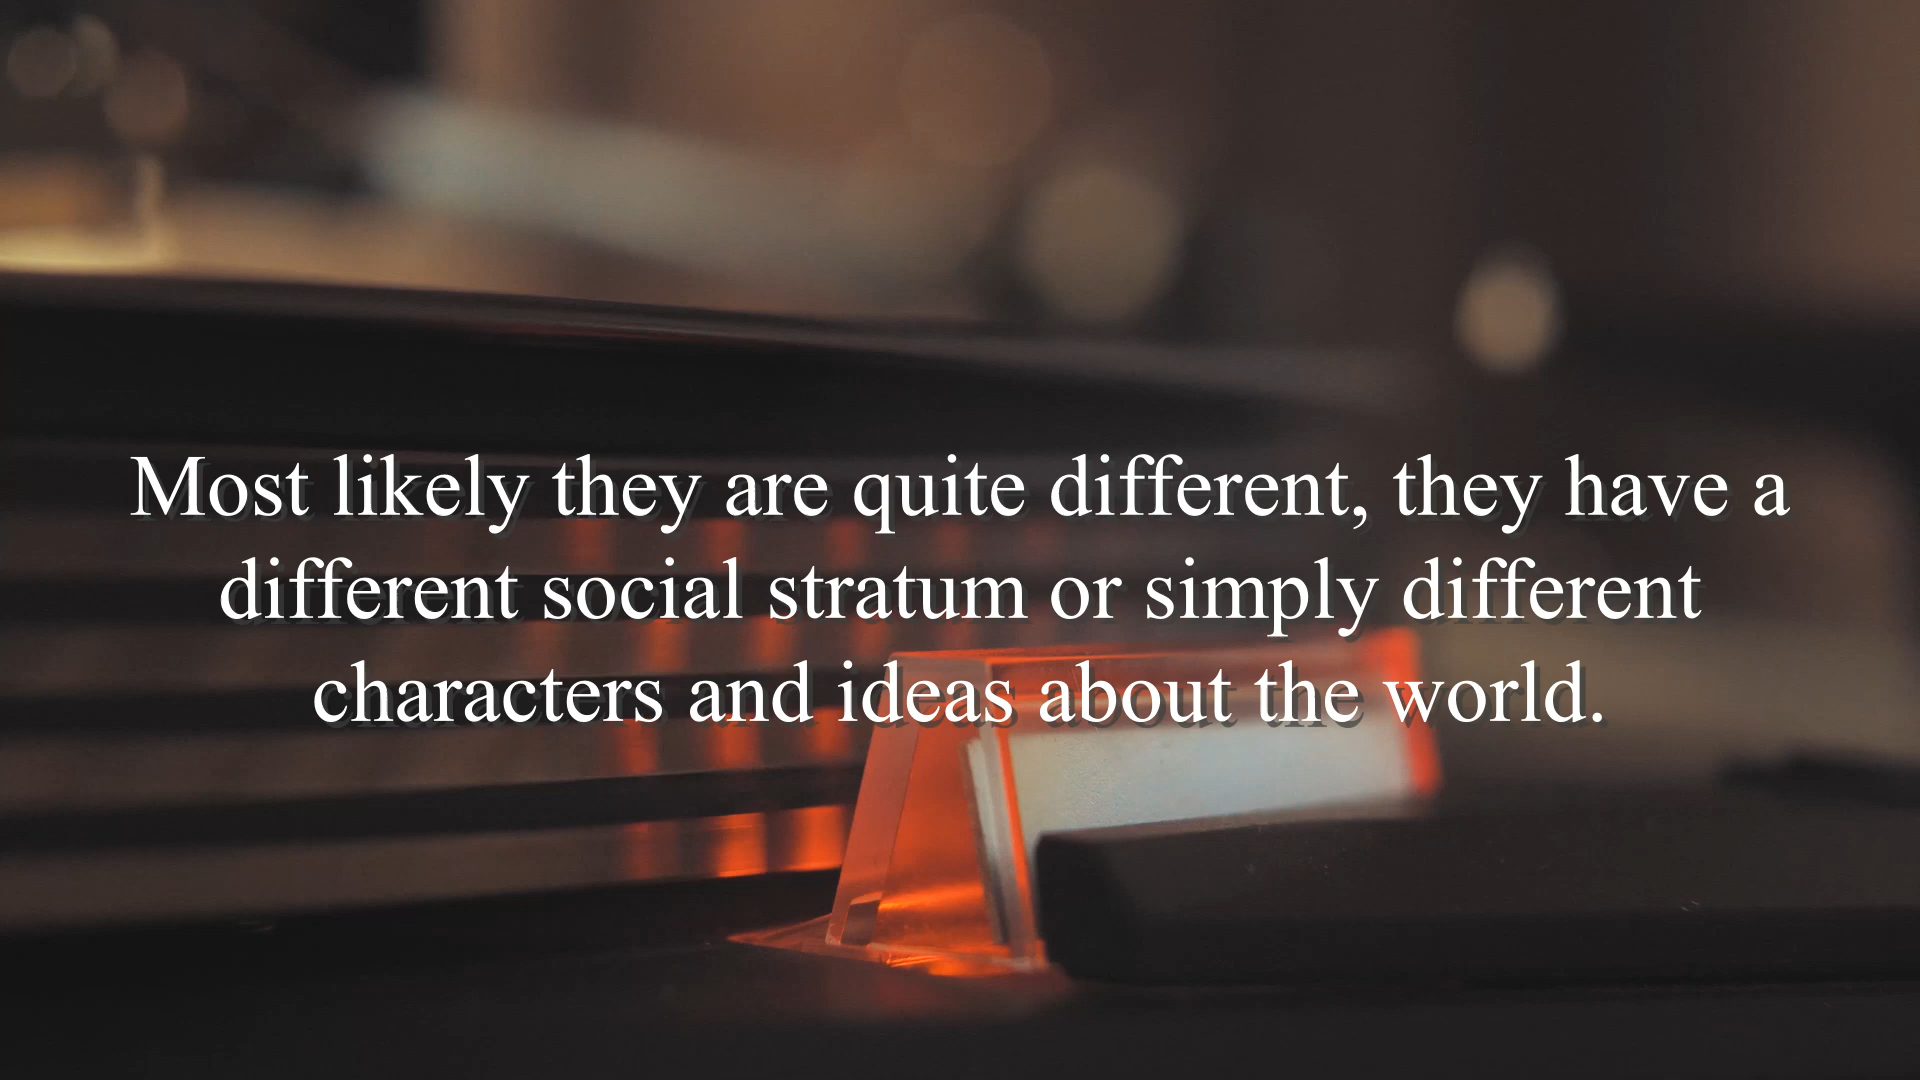 Most likely they are quite different, they have a
different social stratum or simply different
characters and ideas about the world.